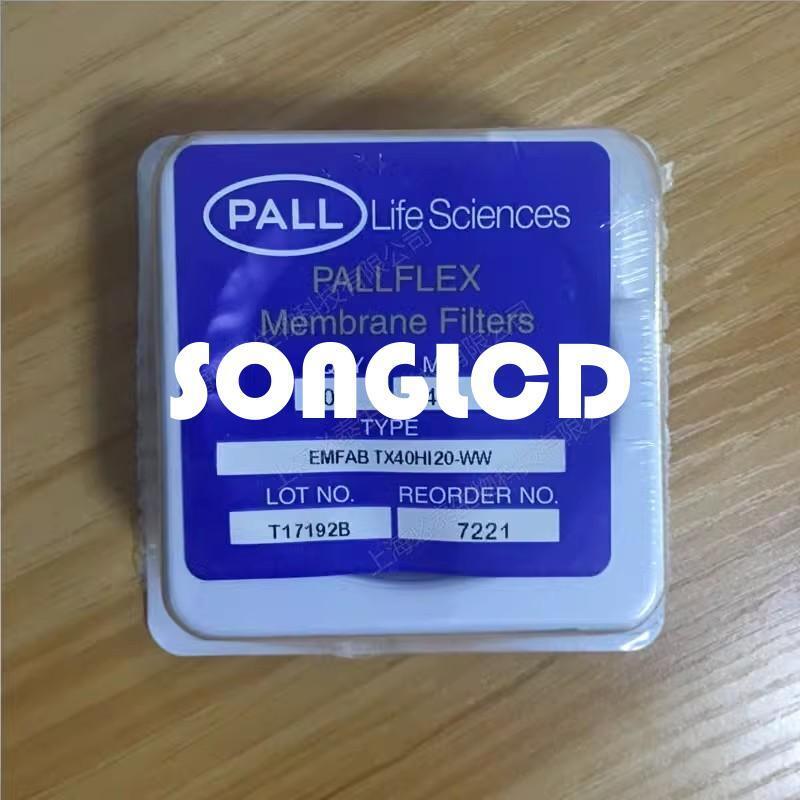 PALL Life Sciences
PALLFLEX
Membrane Filters
SONGLCD
TYPE
EMFAB TX40HI20-WW
LOT NO. REORDER NO.
T17192B 7221